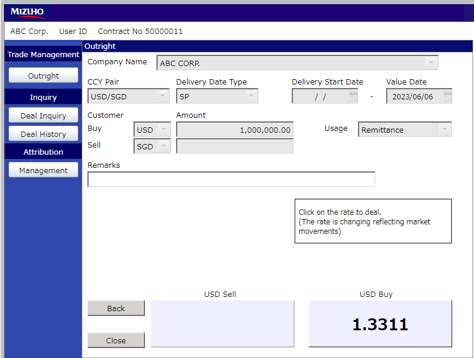 MIZUHO
ABC Corp. User ID Contract No 50000011
Trade Management
Outright
Inquiry
Deal Inquiry
Deal History
Attribution
Management
Outright
Company Name ABC CORP.
CCY Pair Delivery Date Type Delivery Start Date Value Date
USD/SGD SP / / - 2023/06/06
Customer Amount
Buy USD 1,000,000.00 Usage Remittance
Sell SGD
Remarks
Click on the rate to deal.
(The rate is changing reflecting market
movements)
USD Sell USD Buy
Back
1.3311
Close